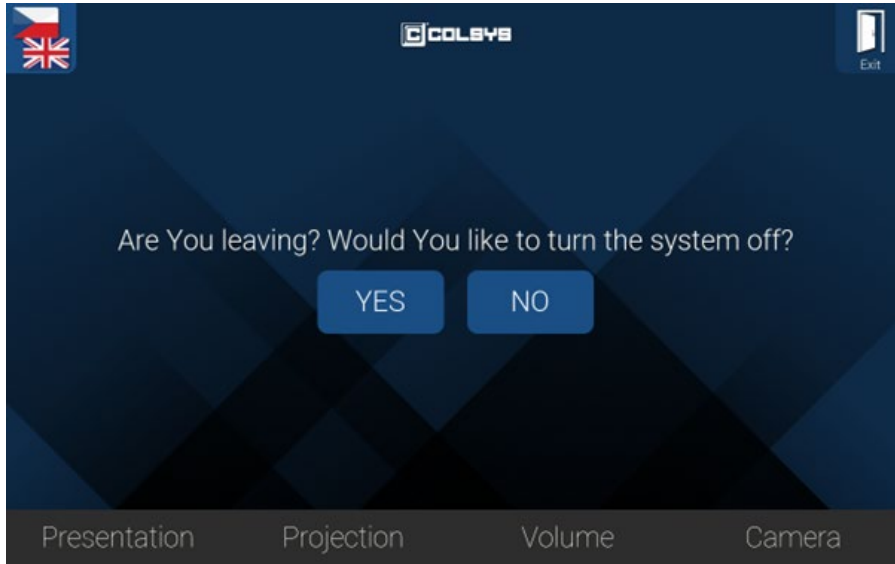 COLSYS
Exit
Are You leaving? Would You like to turn the system off?
YES NO
Presentation Projection Volume Camera